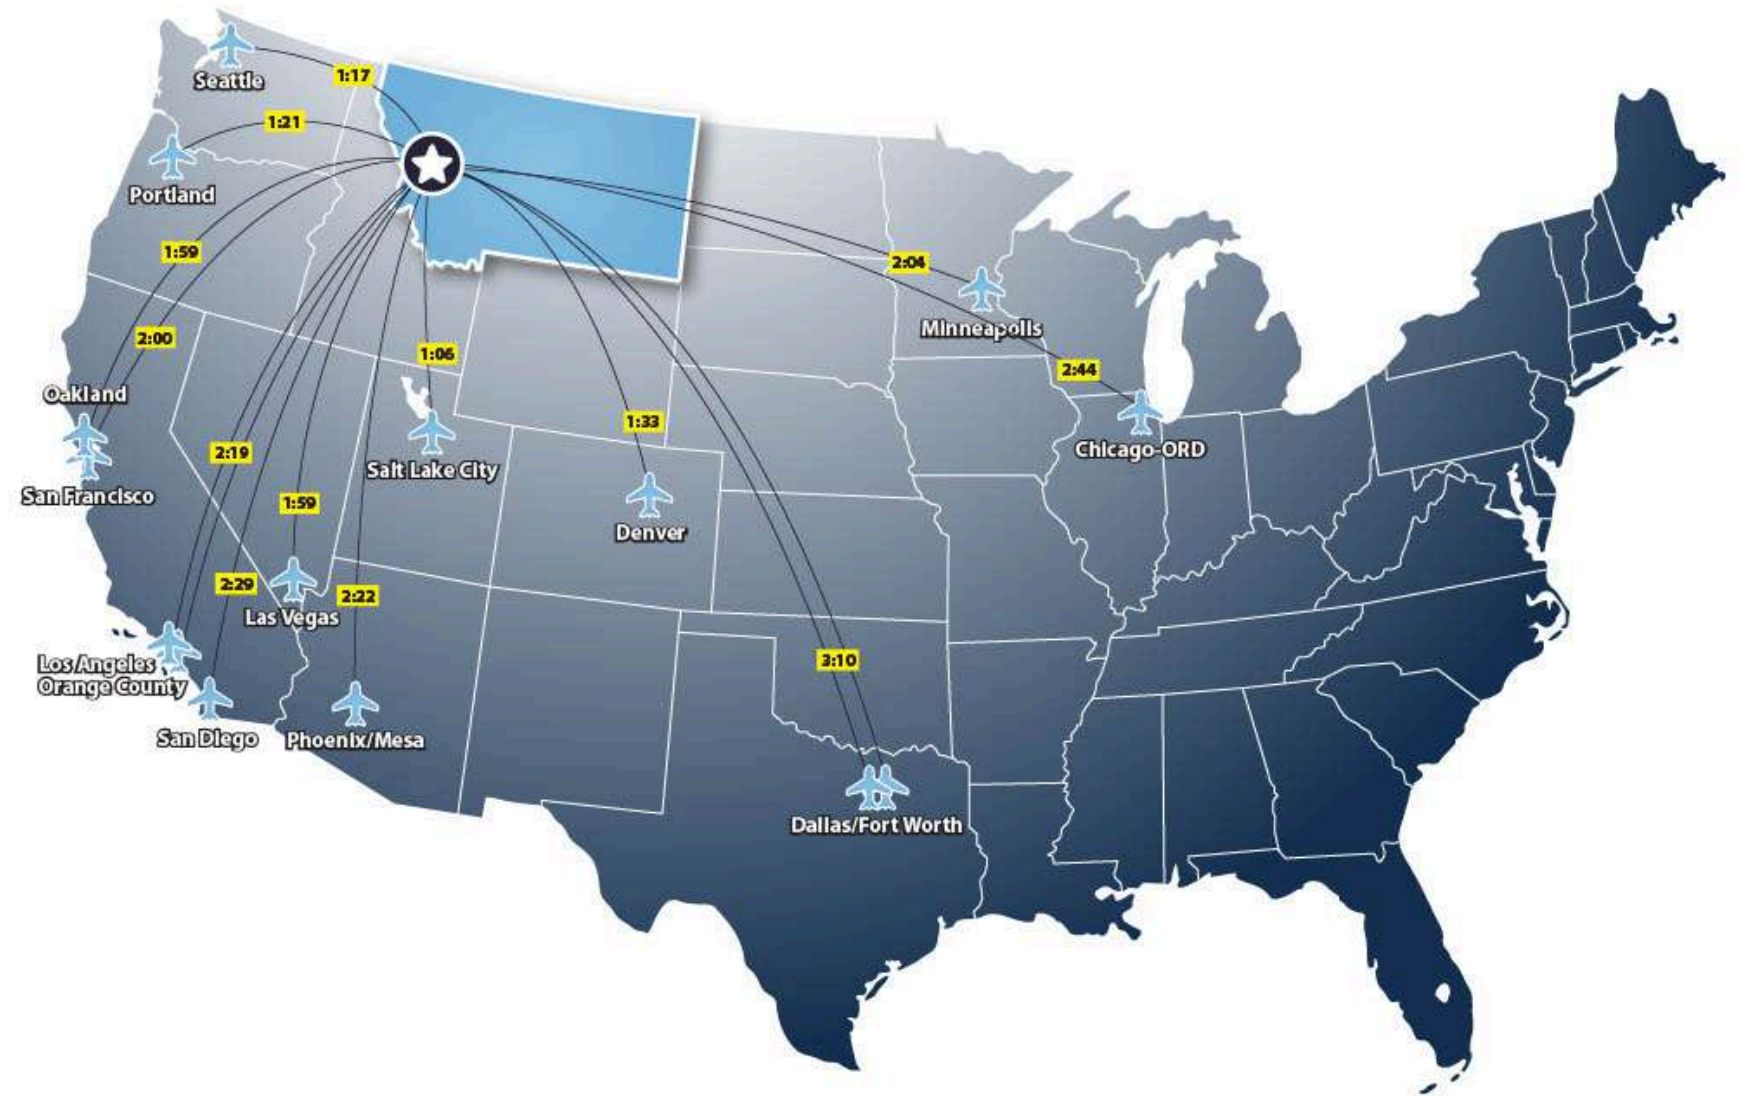 Seattle
1:17
1:21
Portland
1:59
2:04
Minneapolis
2:00
1:06
2:44
Oakland
1:33
Chicago-ORD
2:19
Salt Lake City
San Francisco
1:59
Denver
2:29
2:22
Las Vegas
Los Angeles
Orange County
3:10
San Diego
Phoenix/Mesa
Dallas/Fort Worth